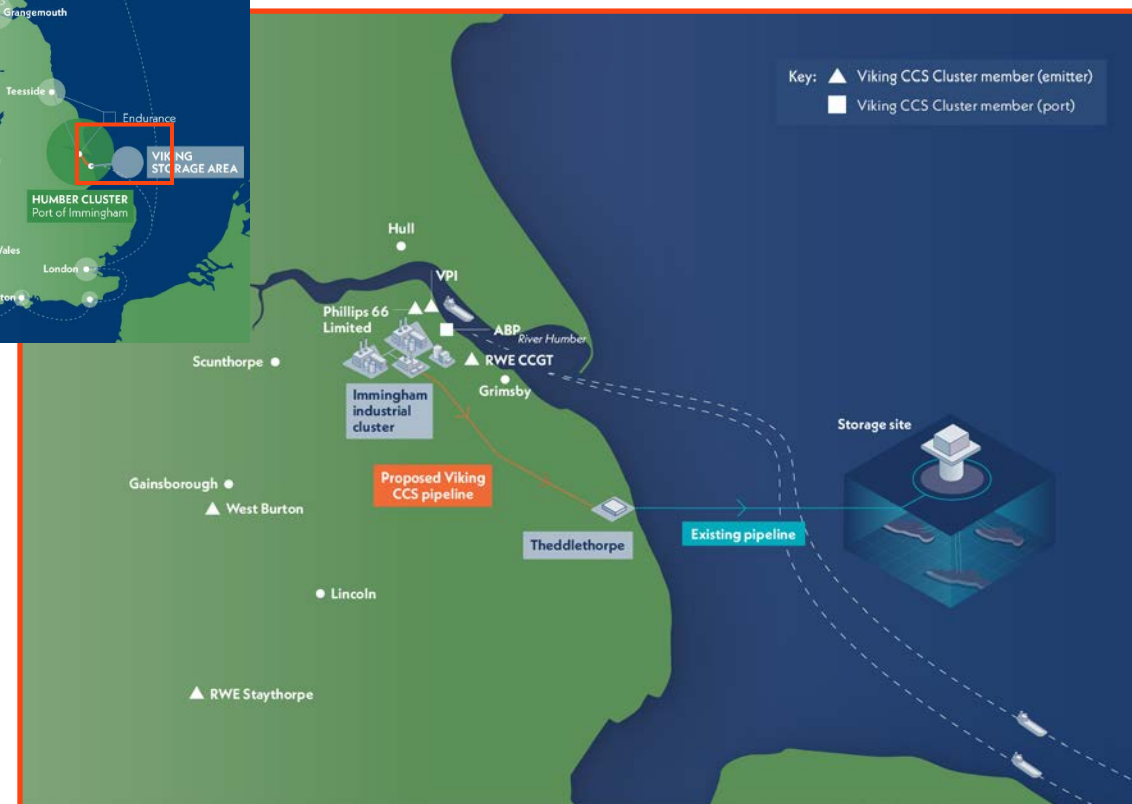 Grangemouth
Teesside
Endurance
VIKING
STORAGE AREA
HUMBER CLUSTER
Port of Immingham
London
Key:
Viking CCS Cluster member (emitter)
Viking CCS Cluster member (port)
Hull
VPI
Phillips 66
Limited
ABP
River Humber
Scunthorpe
RWE CCGT
Grimsby
Immingham
industrial
cluster
Storage site
Proposed Viking
CCS pipeline
Gainsborough
West Burton
Existing pipeline
Theddlethorpe
Lincoln
RWE Staythorpe